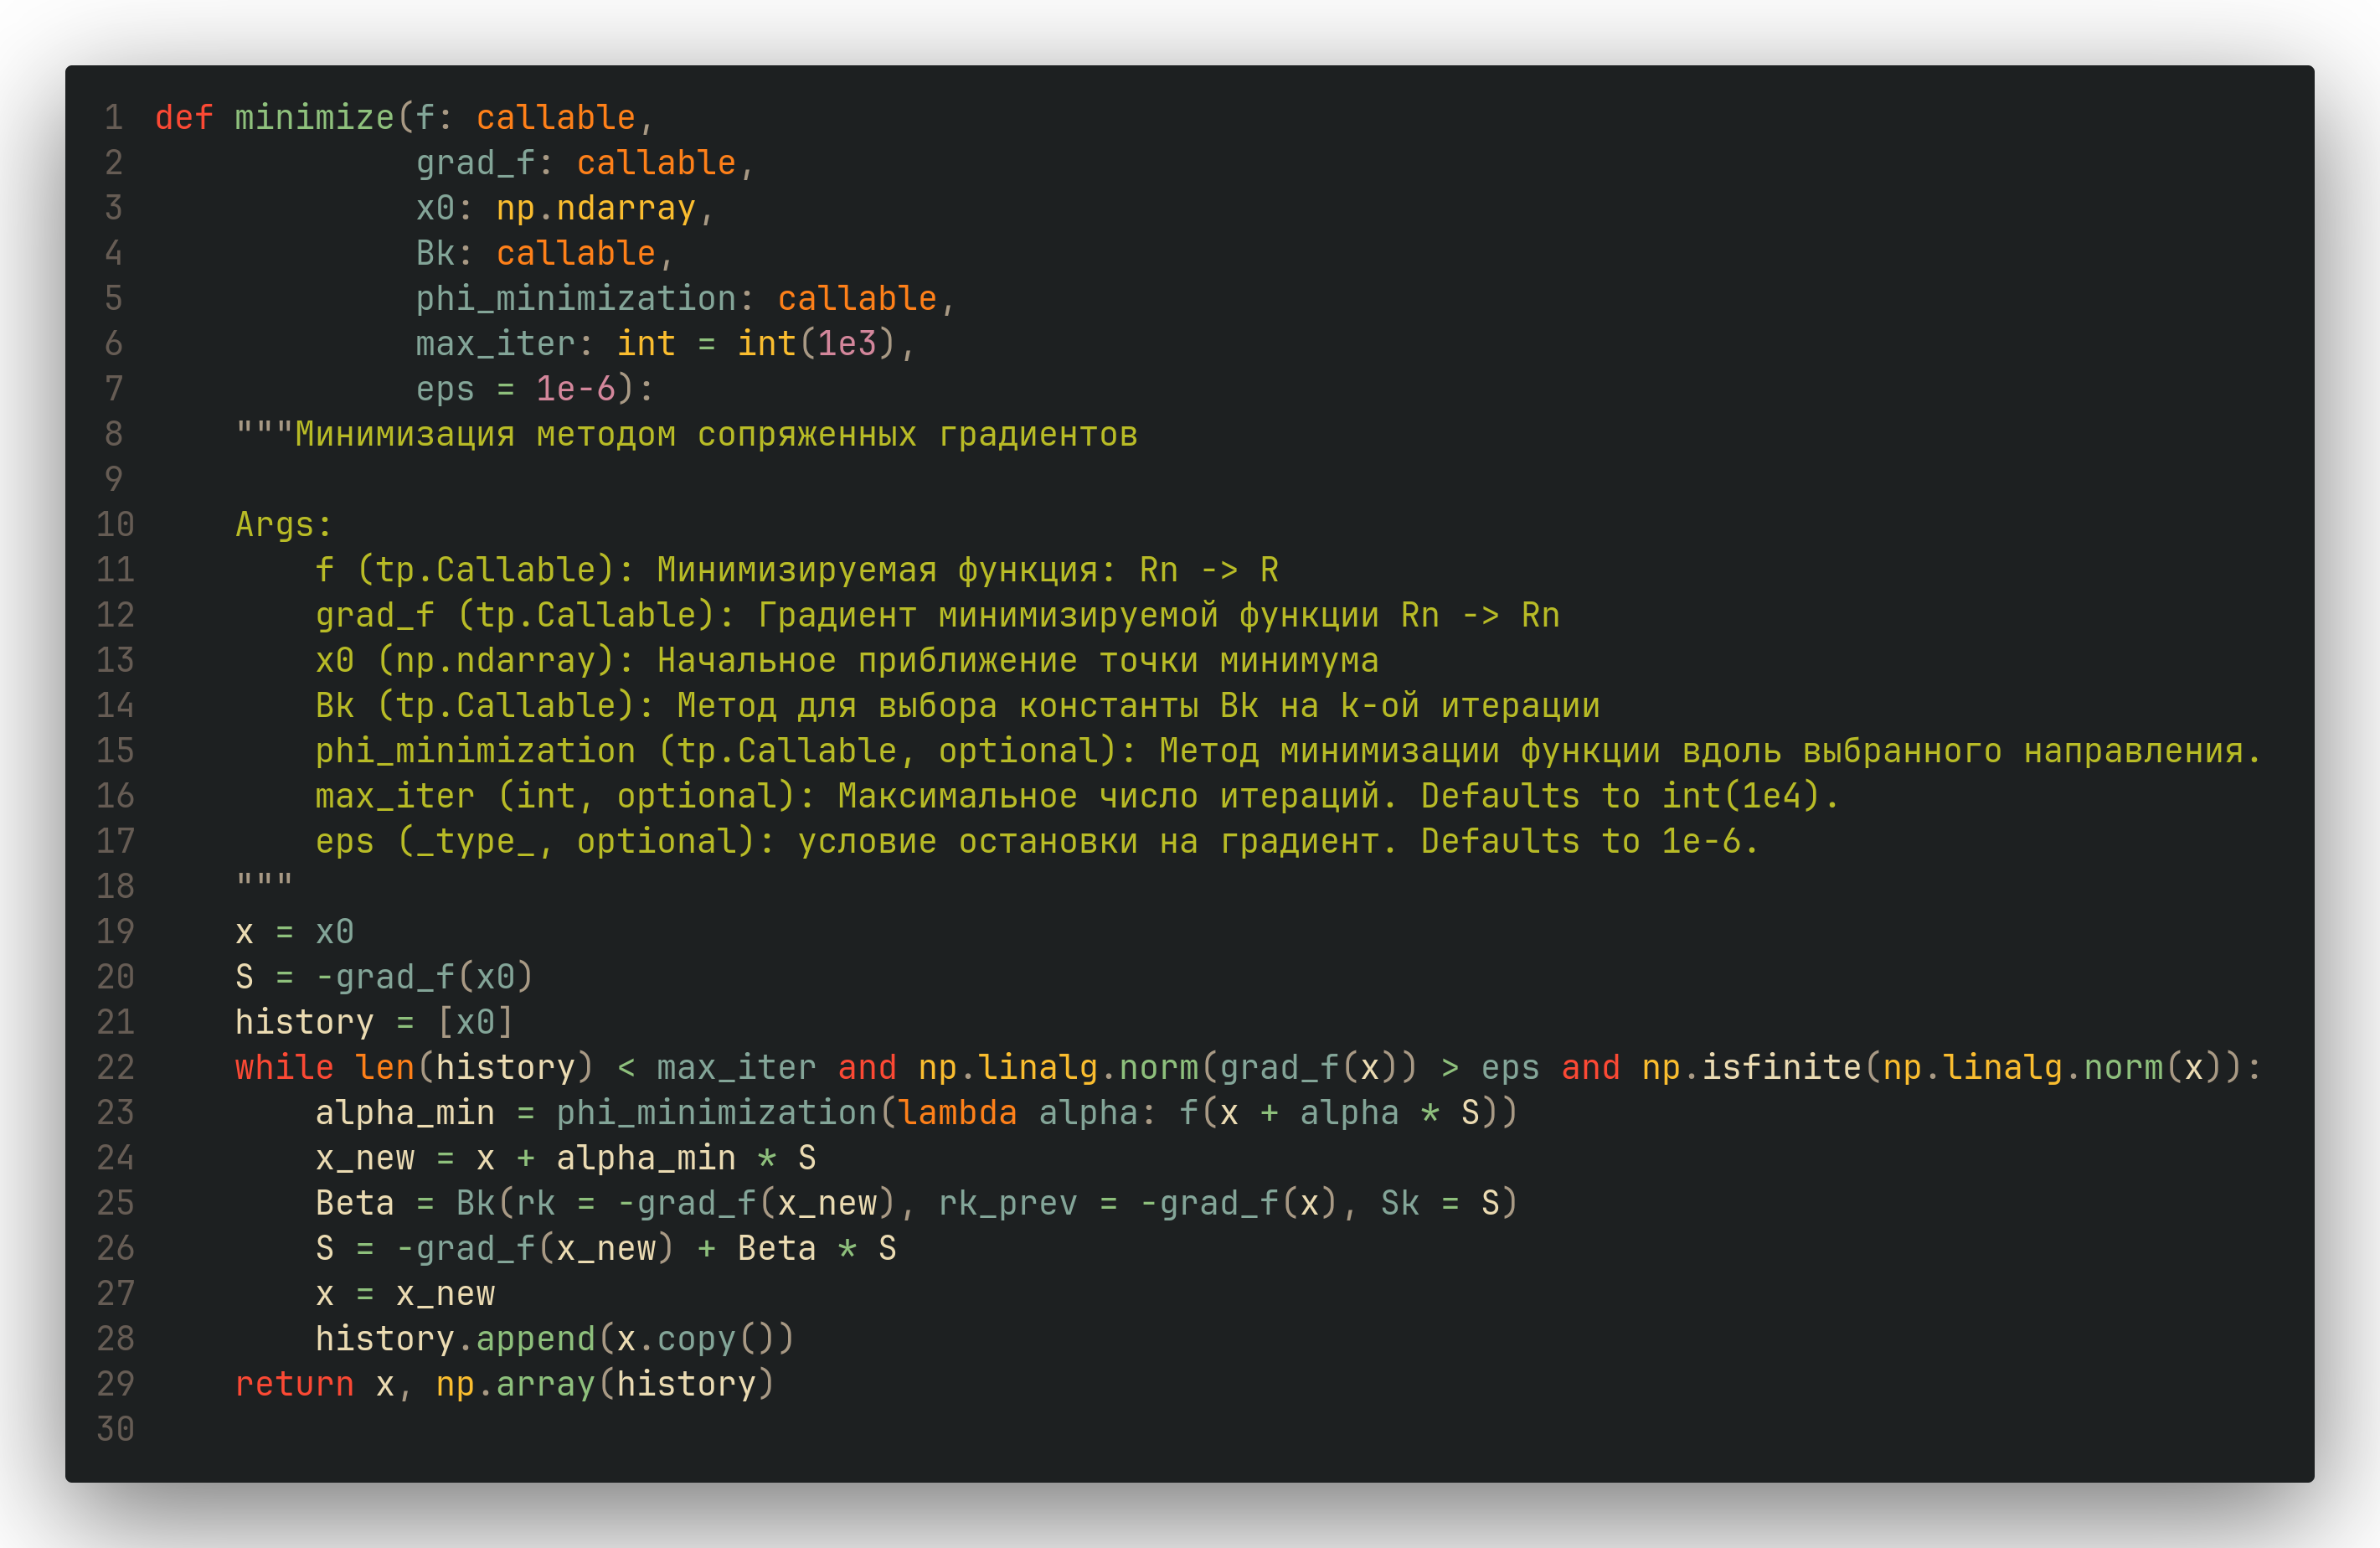 1 def minimize(f: callable,
2              grad_f: callable,
3              x0: np.ndarray,
4              Bk: callable,
5              phi_minimization: callable,
6              max_iter: int = int(1e3),
7              eps = 1e-6):
8     """Минимизация методом сопряженных градиентов
9
10     Args:
11         f (tp.Callable): Минимизируемая функция: Rn -> R
12         grad_f (tp.Callable): Градиент минимизируемой функции Rn -> Rn
13         x0 (np.ndarray): Начальное приближение точки минимума
14         Bk (tp.Callable): Метод для выбора константы Bk на k-ой итерации
15         phi_minimization (tp.Callable, optional): Метод минимизации функции вдоль выбранного направления.
16         max_iter (int, optional): Максимальное число итераций. Defaults to int(1e4).
17         eps (_type_, optional): условие остановки на градиент. Defaults to 1e-6.
18     """
19     x = x0
20     S = -grad_f(x0)
21     history = [x0]
22     while len(history) < max_iter and np.linalg.norm(grad_f(x)) > eps and np.isfinite(np.linalg.norm(x)):
23         alpha_min = phi_minimization(lambda alpha: f(x + alpha * S))
24         x_new = x + alpha_min * S
25         Beta = Bk(rk = -grad_f(x_new), rk_prev = -grad_f(x), Sk = S)
26         S = -grad_f(x_new) + Beta * S
27         x = x_new
28         history.append(x.copy())
29     return x, np.array(history)
30